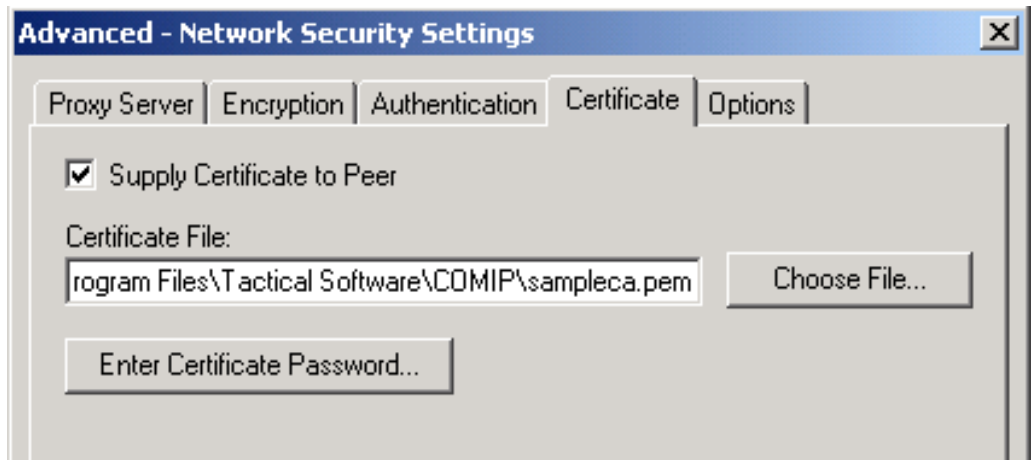 Advanced - Network Security Settings
Proxy Server Encryption Authentication Certificate Options
Supply Certificate to Peer
Certificate File:
rogram Files\Tactical Software\COMIP\sampleca.pem Choose File...
Enter Certificate Password...